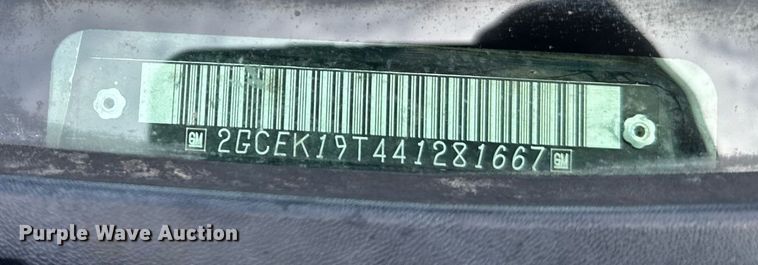 GM 2GCEK19T441281667 GM
Purple Wave Auction